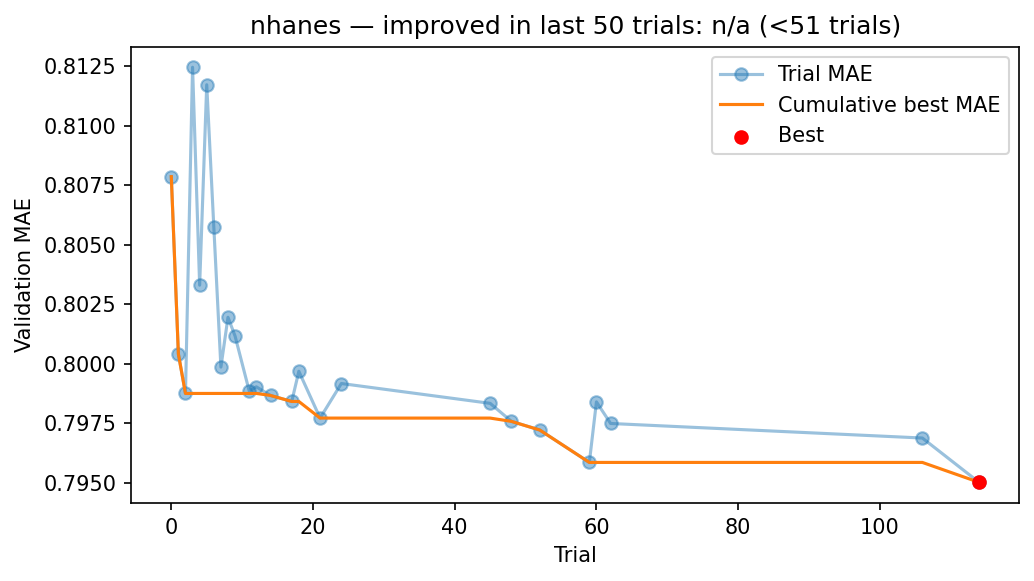 nhanes — improved in last 50 trials: n/a (<51 trials)
Trial MAE
Cumulative best MAE
Best
Validation MAE
0.8125
0.8100
0.8075
0.8050
0.8025
0.8000
0.7975
0.7950
0 20 40 60 80 100
Trial